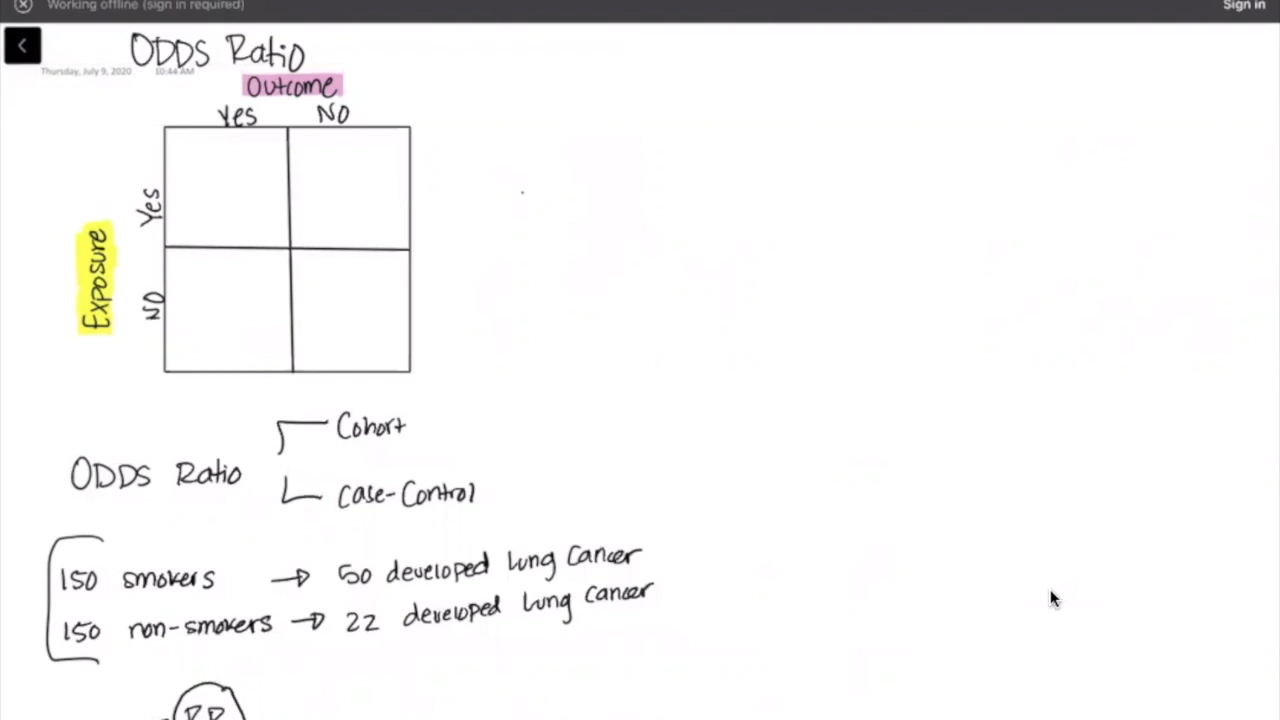 Working offline (sign in required)
Sign in
ODDS Ratio
Thursday, July 9, 2020 10:44 AM
Outcome
Yes NO
Yes
Exposure
NO
Cohort
ODDS Ratio
Case-Control
150 smokers → 50 developed lung cancer
150 non-smokers → 22 developed lung cancer
RR